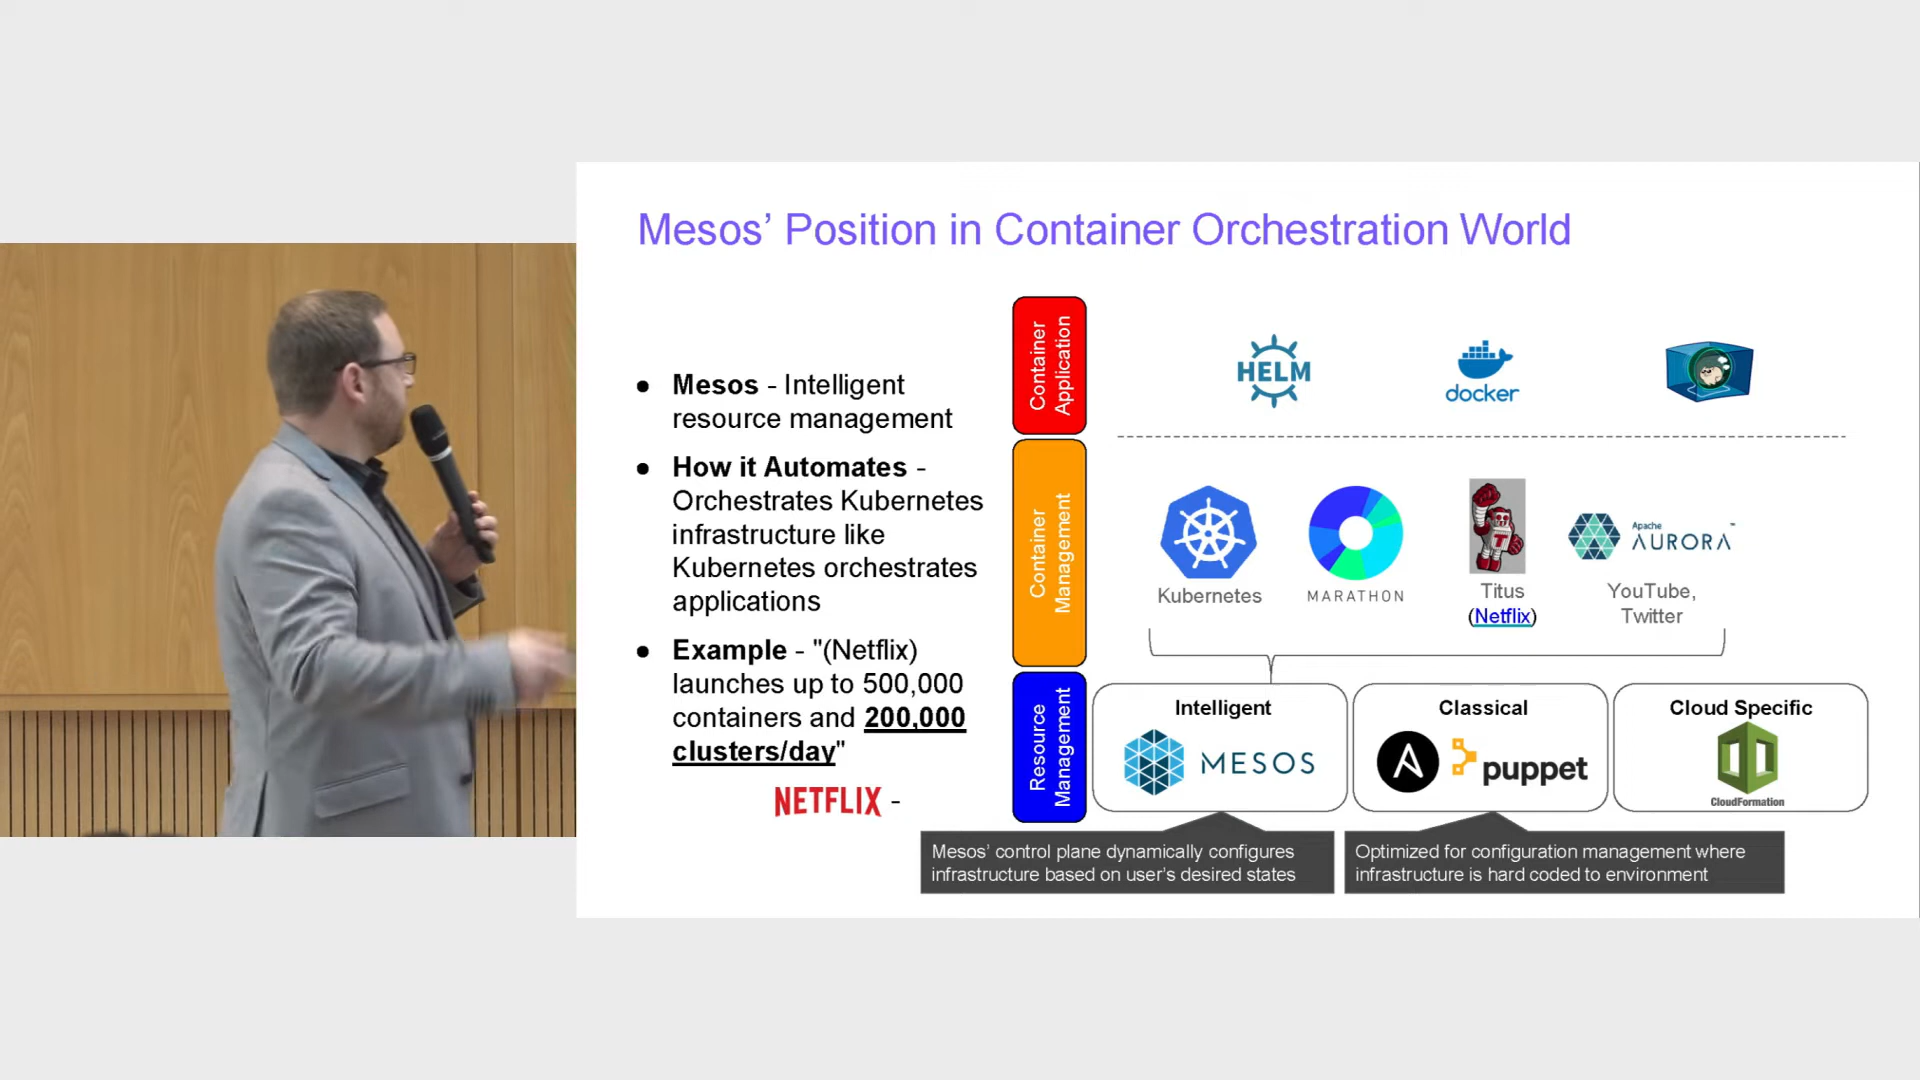 Mesos’ Position in Container Orchestration World
● Mesos - Intelligent
resource management
● How it Automates -
Orchestrates Kubernetes
infrastructure like
Kubernetes orchestrates
applications
● Example - "(Netflix)
launches up to 500,000
containers and 200,000
clusters/day"
NETFLIX -
Container
Application
HELM
docker
Container
Management
Kubernetes
MARATHON
T
Titus
(Netflix)
Apache
AURORA™
YouTube,
Twitter
Resource
Management
Intelligent
MESOS
Classical
A
puppet
Cloud Specific
CloudFormation
Mesos’ control plane dynamically configures
infrastructure based on user’s desired states
Optimized for configuration management where
infrastructure is hard coded to environment